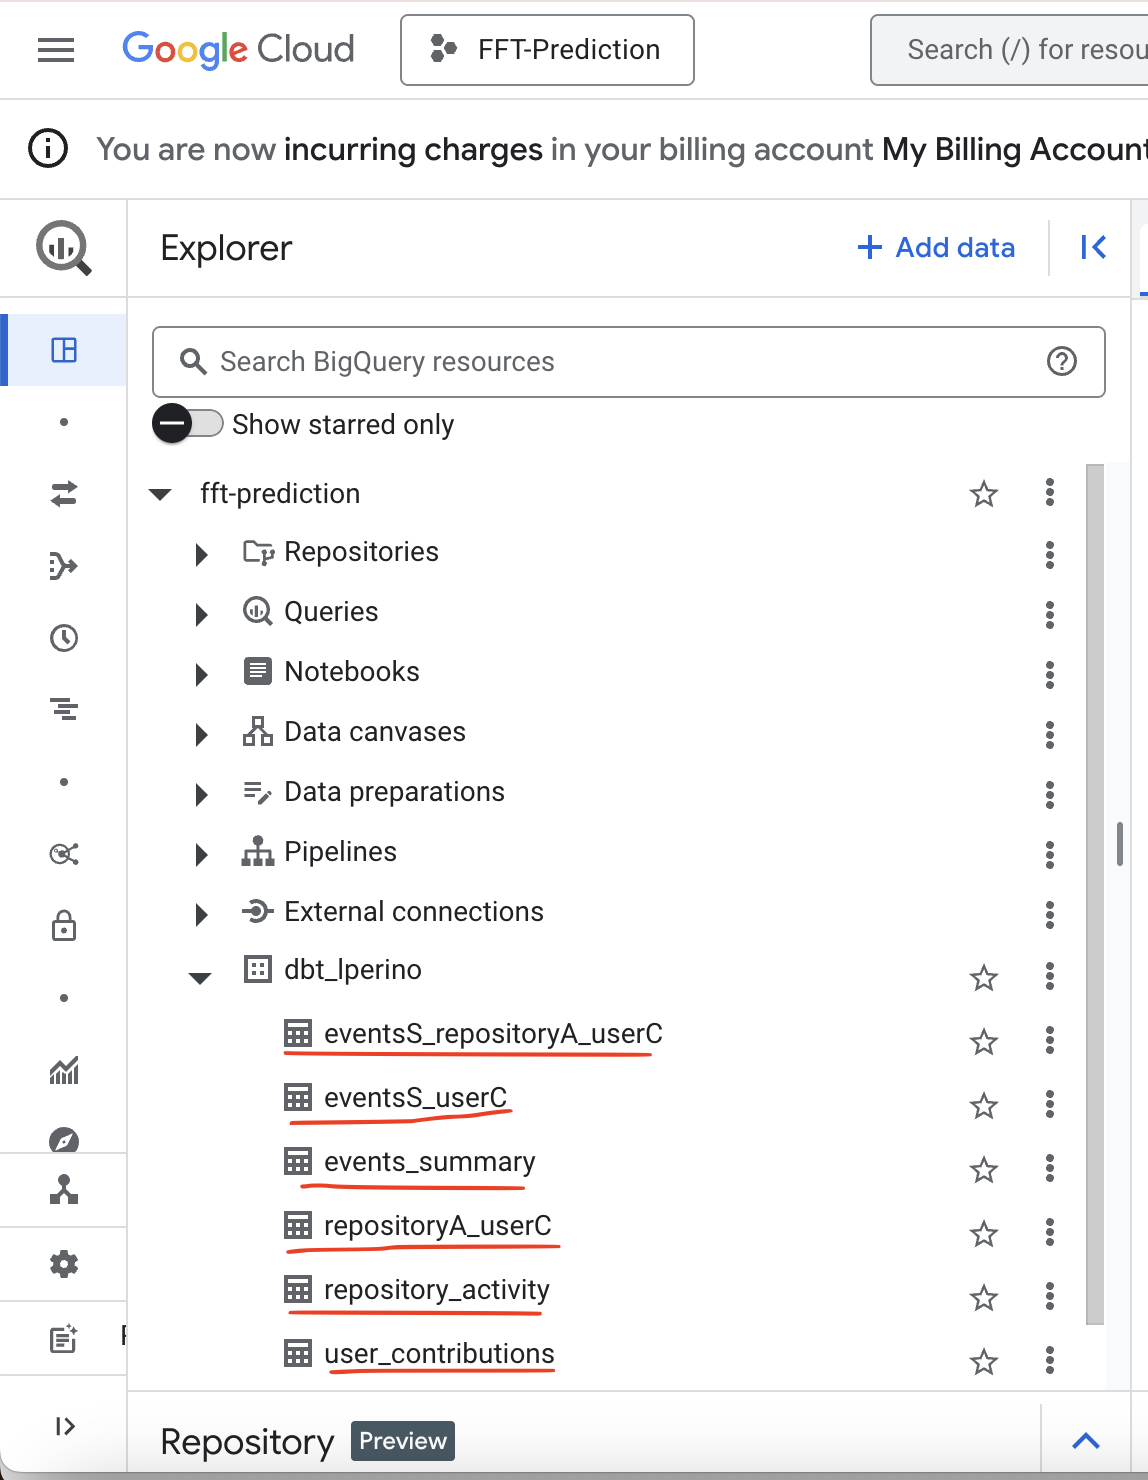 Google Cloud
FFT-Prediction
Search (/) for resou
You are now incurring charges in your billing account My Billing Account
Explorer
+ Add data
Search BigQuery resources
Show starred only
fft-prediction
Repositories
Queries
Notebooks
Data canvases
Data preparations
Pipelines
External connections
dbt_lperino
eventsS_repositoryA_userC
eventsS_userC
events_summary
repositoryA_userC
repository_activity
user_contributions
Repository Preview